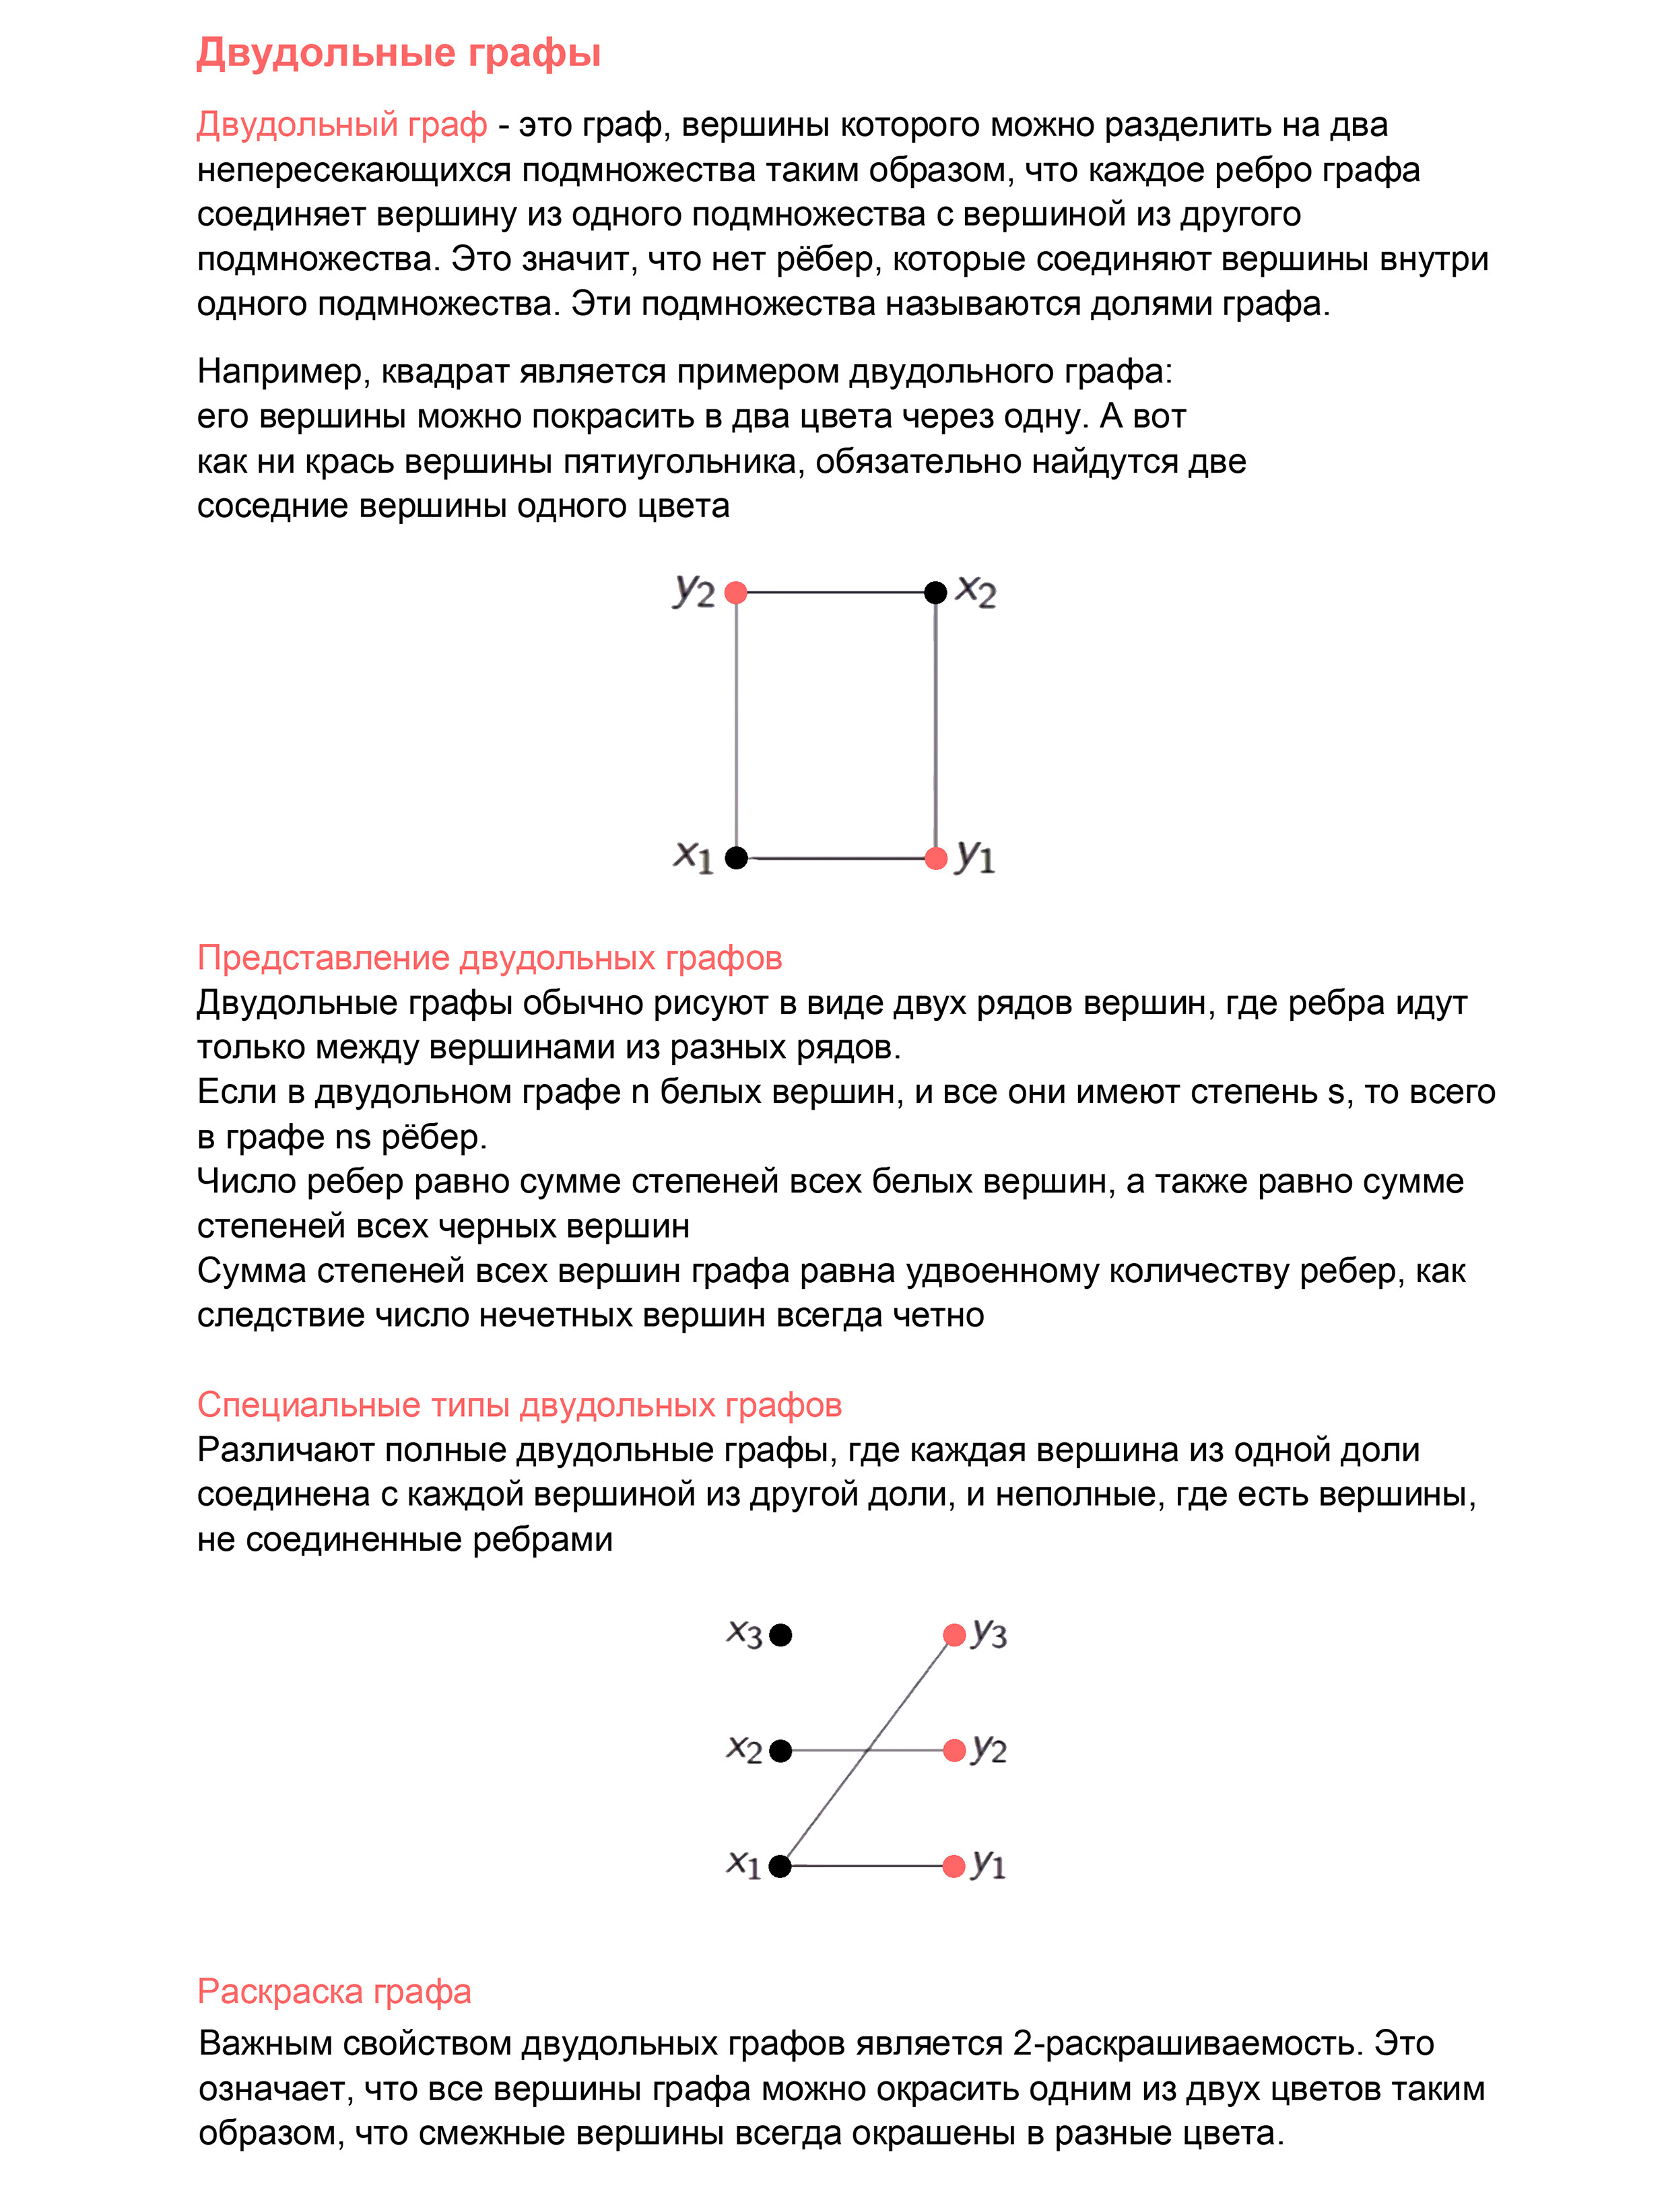 Двудольные графы
Двудольный граф - это граф, вершины которого можно разделить на два
непересекающихся подмножества таким образом, что каждое ребро графа
соединяет вершину из одного подмножества с вершиной из другого
подмножества. Это значит, что нет рёбер, которые соединяют вершины внутри
одного подмножества. Эти подмножества называются долями графа.
Например, квадрат является примером двудольного графа:
его вершины можно покрасить в два цвета через одну. А вот
как ни крась вершины пятиугольника, обязательно найдутся две
соседние вершины одного цвета
y2 x2
x1 y1
Представление двудольных графов
Двудольные графы обычно рисуют в виде двух рядов вершин, где ребра идут
только между вершинами из разных рядов.
Если в двудольном графе n белых вершин, и все они имеют степень s, то всего
в графе ns рёбер.
Число ребер равно сумме степеней всех белых вершин, а также равно сумме
степеней всех черных вершин
Сумма степеней всех вершин графа равна удвоенному количеству ребер, как
следствие число нечетных вершин всегда четно
Специальные типы двудольных графов
Различают полные двудольные графы, где каждая вершина из одной доли
соединена с каждой вершиной из другой доли, и неполные, где есть вершины,
не соединенные ребрами
x3 y3
x2 y2
x1 y1
Раскраска графа
Важным свойством двудольных графов является 2-раскрашиваемость. Это
означает, что все вершины графа можно окрасить одним из двух цветов таким
образом, что смежные вершины всегда окрашены в разные цвета.